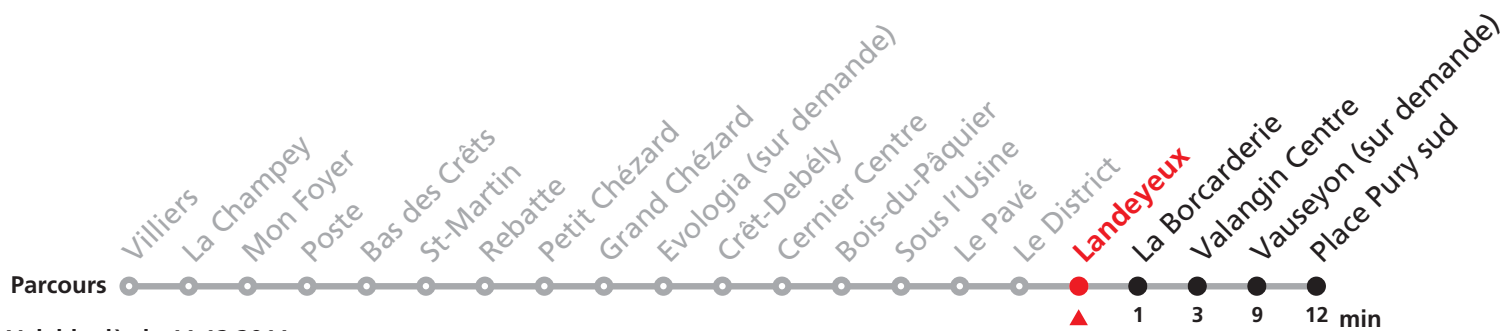 Villiers
La Champey
Mon Foyer
Poste
Bas des Crêts
St-Martin
Rebatte
Petit Chézard
Grand Chézard
Evologia (sur demande)
Crêt-Debély
Cernier Centre
Bois-du-Pâquier
Sous l'Usine
Le Pavé
Le District
Landeyeux
La Borcarderie
Valangin Centre
Vauseyon (sur demande)
Place Pury sud
Parcours
1 3 9 12 min